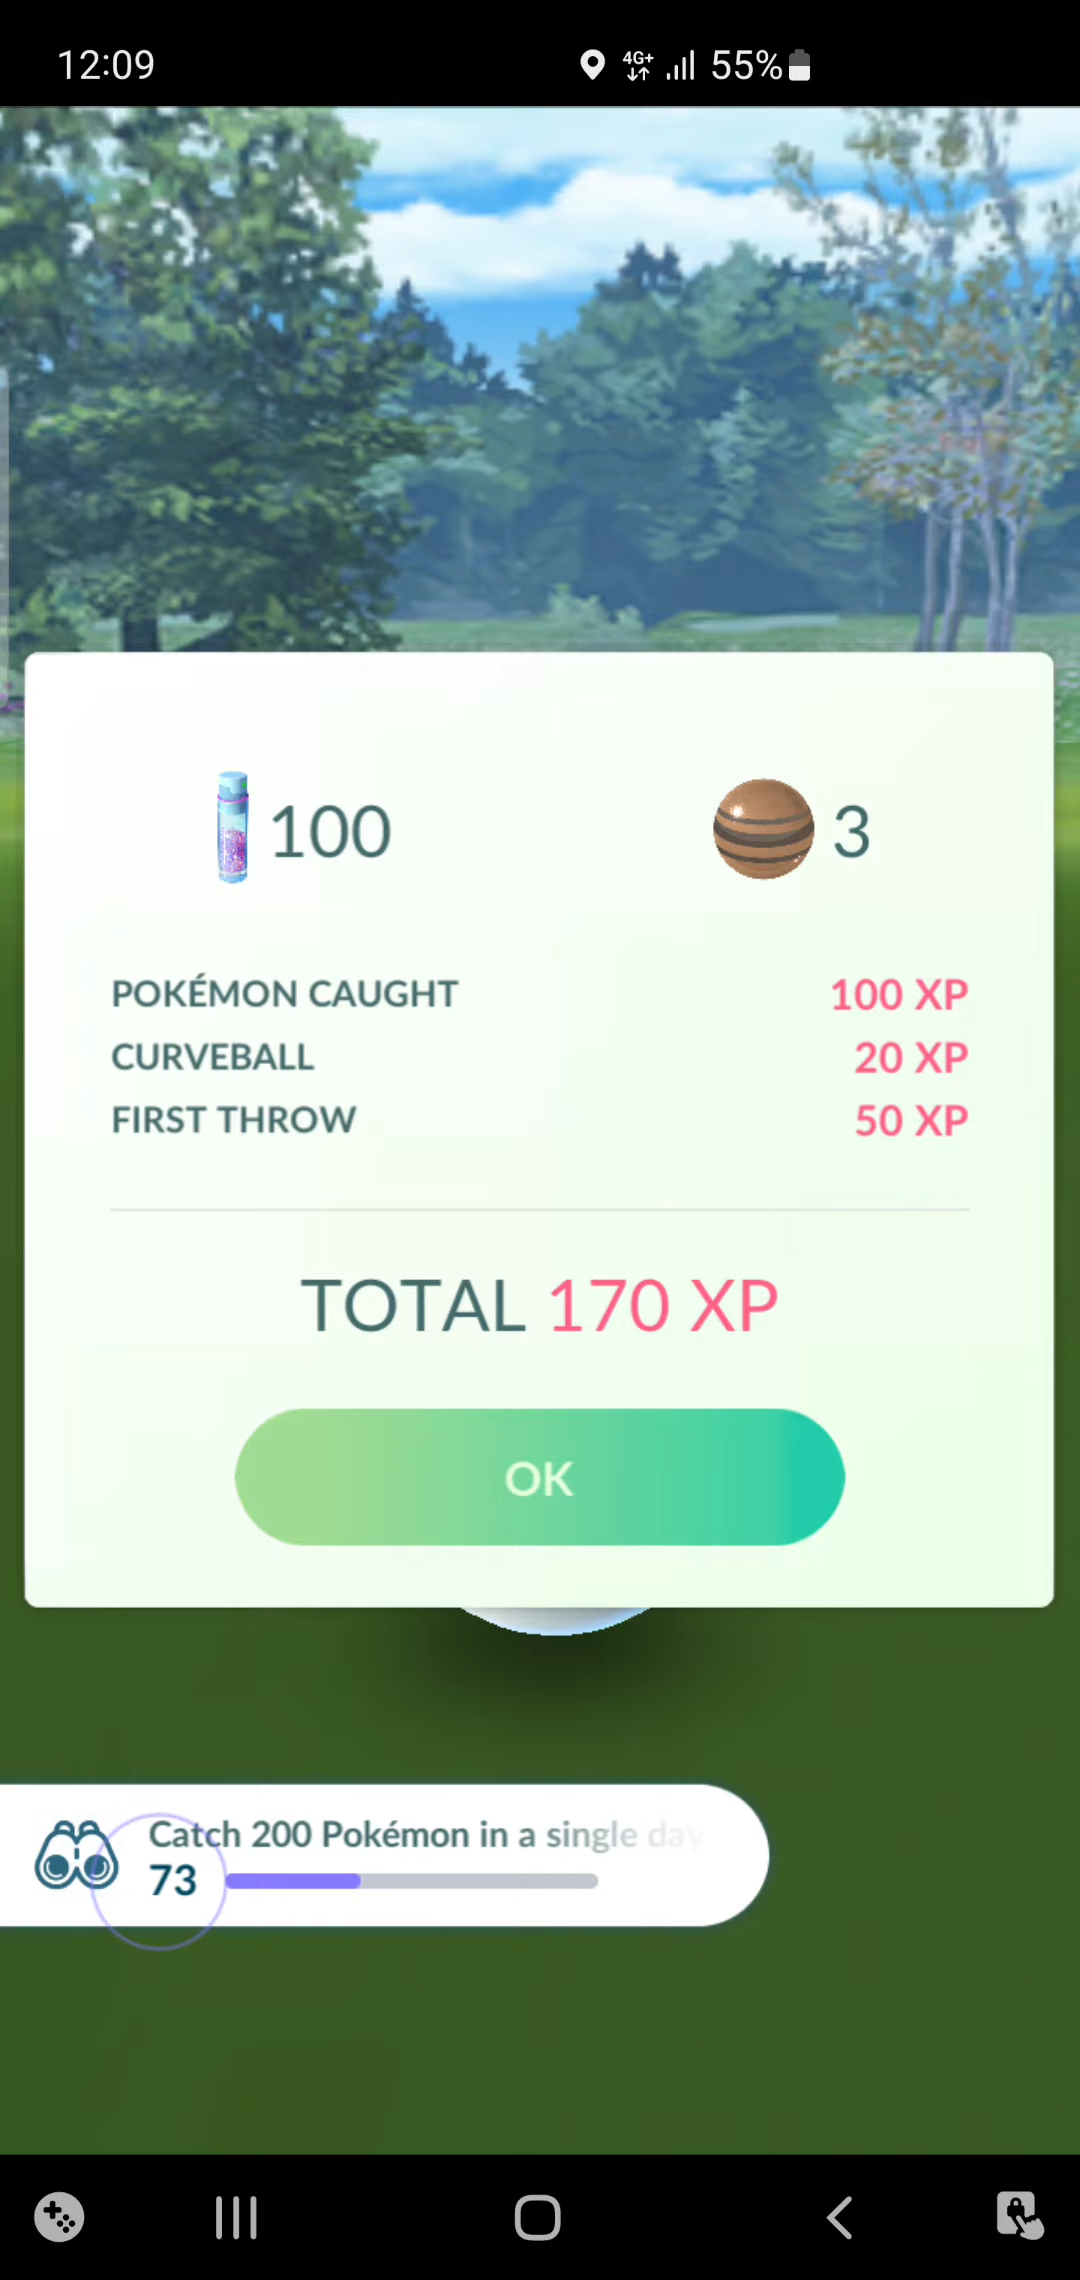 12:09
4G+ 55%
100
3
POKÉMON CAUGHT 100 XP
CURVEBALL 20 XP
FIRST THROW 50 XP
TOTAL 170 XP
OK
Catch 200 Pokémon in a single day
73